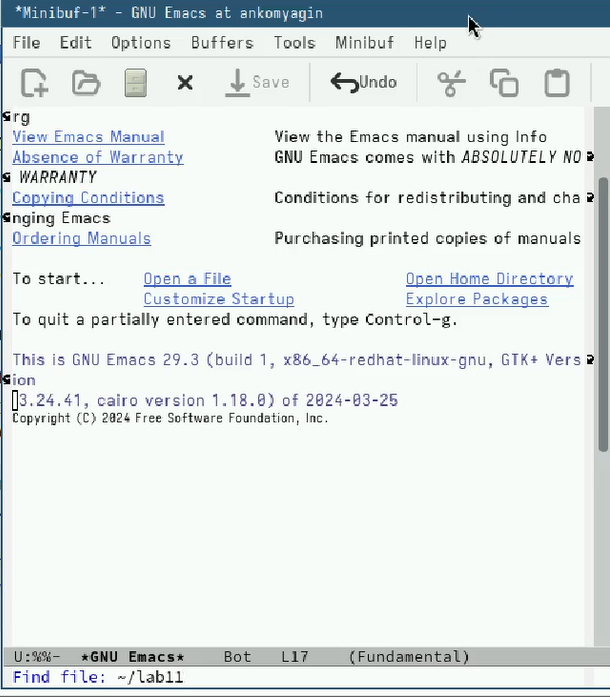 *Minibuf-1* - GNU Emacs at ankomyagin
File Edit Options Buffers Tools Minibuf Help
Save Undo
rg
View Emacs Manual View the Emacs manual using Info
Absence of Warranty GNU Emacs comes with ABSOLUTELY NO
WARRANTY
Copying Conditions Conditions for redistributing and cha
nging Emacs
Ordering Manuals Purchasing printed copies of manuals
To start... Open a File Open Home Directory
Customize Startup Explore Packages
To quit a partially entered command, type Control-g.
This is GNU Emacs 29.3 (build 1, x86_64-redhat-linux-gnu, GTK+ Vers
ion
3.24.41, cairo version 1.18.0) of 2024-03-25
Copyright (C) 2024 Free Software Foundation, Inc.
U:%%- *GNU Emacs* Bot L17 (Fundamental)
Find file: ~/lab11